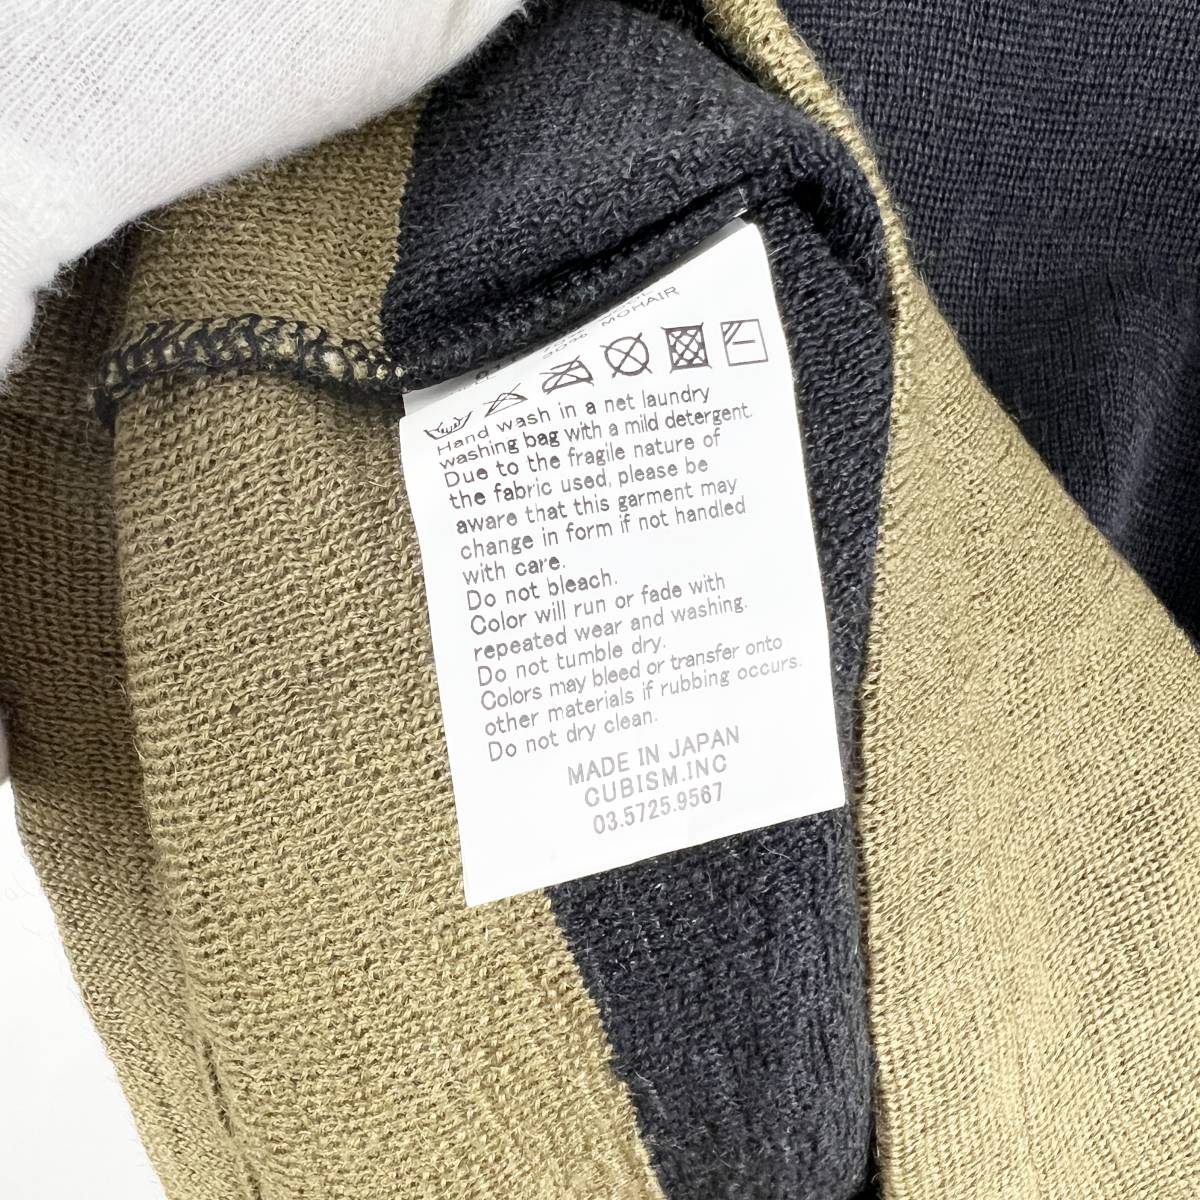 30% MOHAIR
Hand wash in a net laundry
washing bag with a mild detergent.
Due to the fragile nature of
the fabric used, please be
aware that this garment may
change in form if not handled
with care.
Do not bleach.
Color will run or fade with
repeated wear and washing.
Do not tumble dry.
Colors may bleed or transfer onto
other materials if rubbing occurs.
Do not dry clean.
MADE IN JAPAN
CUBISM.INC
03.5725.9567